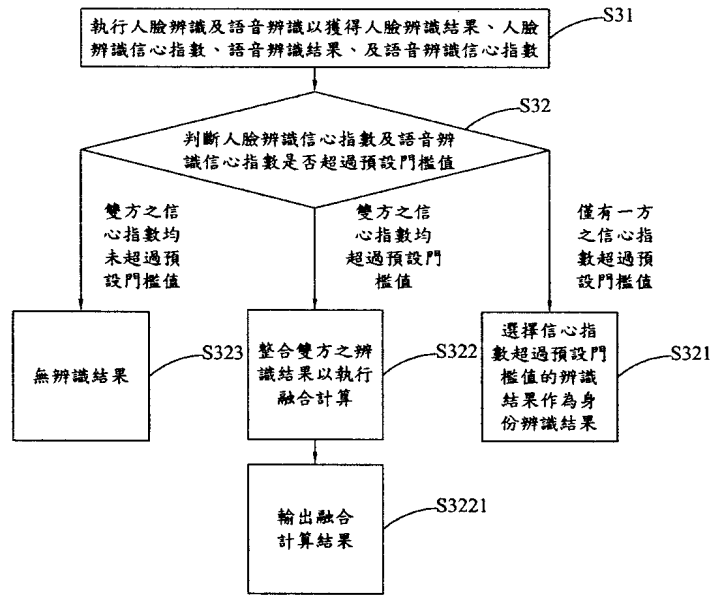 執行人臉辨識及語音辨識以獲得人臉辨識結果、人臉
辨識信心指數、語音辨識結果、及語音辨識信心指數
S31
S32
判斷人臉辨識信心指數及語音辨
識信心指數是否超過預設門檻值
雙方之信
心指數均
未超過預
設門檻值
雙方之信
心指數均
超過預設門
檻值
僅有一方
之信心指
數超過預
設門檻值
無辨識結果
S323
整合雙方之辨
識結果以執行
融合計算
S322
選擇信心指
數超過預設門
檻值的辨識
結果作為身
份辨識結果
S321
輸出融合
計算結果
S3221